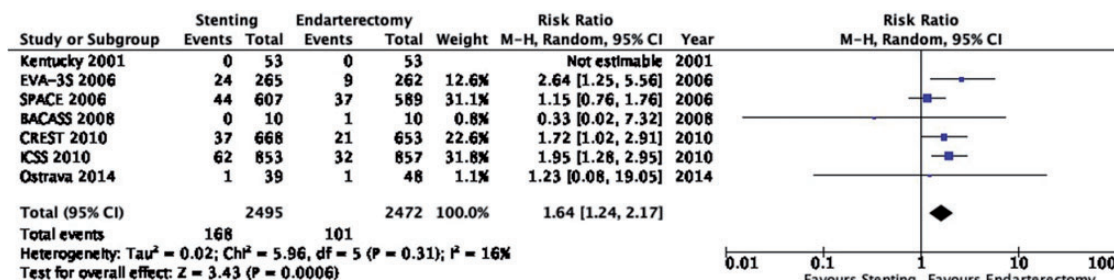 Stenting Endarterectomy Risk Ratio Risk Ratio
Study or Subgroup Events Total Events Total Weight M-H, Random, 95% CI Year M-H, Random, 95% CI
Kentucky 2001 0 53 0 53 Not estimable 2001
EVA-3S 2006 24 265 9 262 12.6% 2.64 [1.25, 5.56] 2006
SPACE 2006 44 607 37 589 31.1% 1.15 [0.76, 1.76] 2006
BACASS 2008 0 10 1 10 0.8% 0.33 [0.02, 7.32] 2008
CREST 2010 37 668 21 653 22.6% 1.72 [1.02, 2.91] 2010
ICSS 2010 62 853 32 857 31.8% 1.95 [1.28, 2.95] 2010
Ostrava 2014 1 39 1 48 1.1% 1.23 [0.08, 19.05] 2014
Total (95% CI) 2495 2472 100.0% 1.64 [1.24, 2.17]
Total events 168 101
Heterogeneity: Tau² = 0.02; Chi² = 5.96, df = 5 (P = 0.31); I² = 16%
Test for overall effect: Z = 3.43 (P = 0.0006)
0.01 0.1 1 10 100
Favours Stenting Favours Endarterectomy